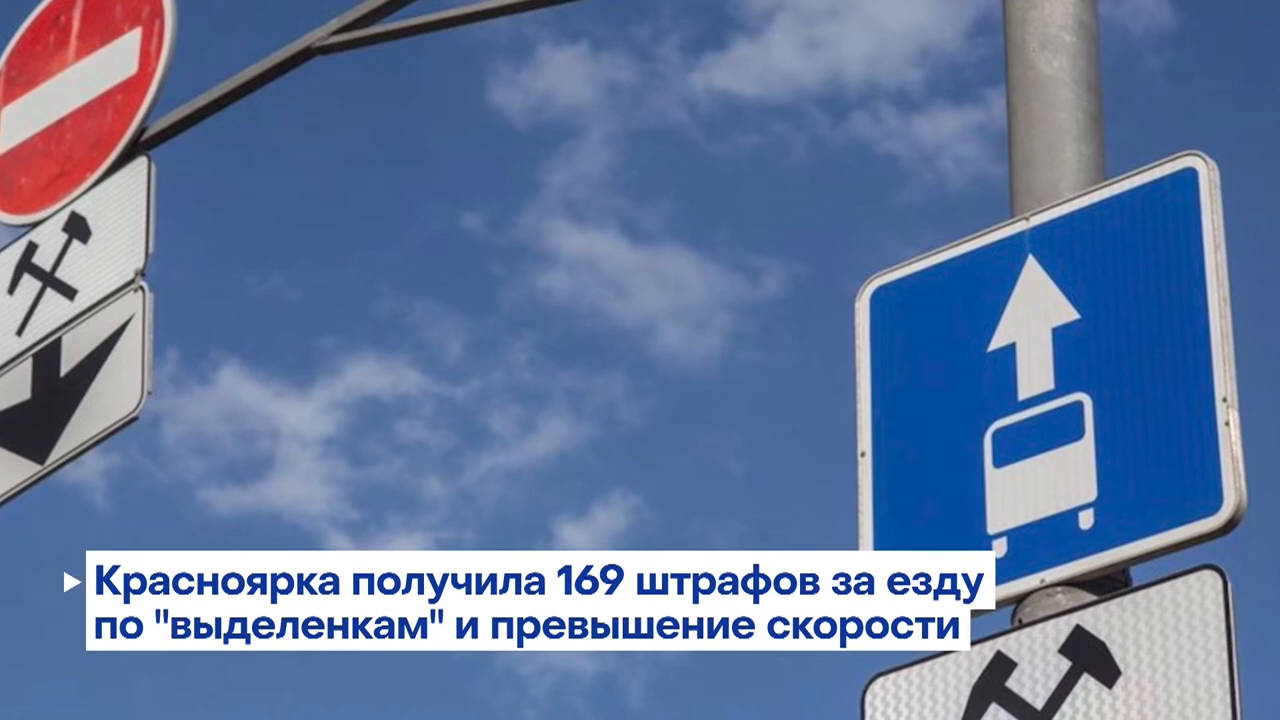 Красноярка получила 169 штрафов за езду
по "выделенкам" и превышение скорости